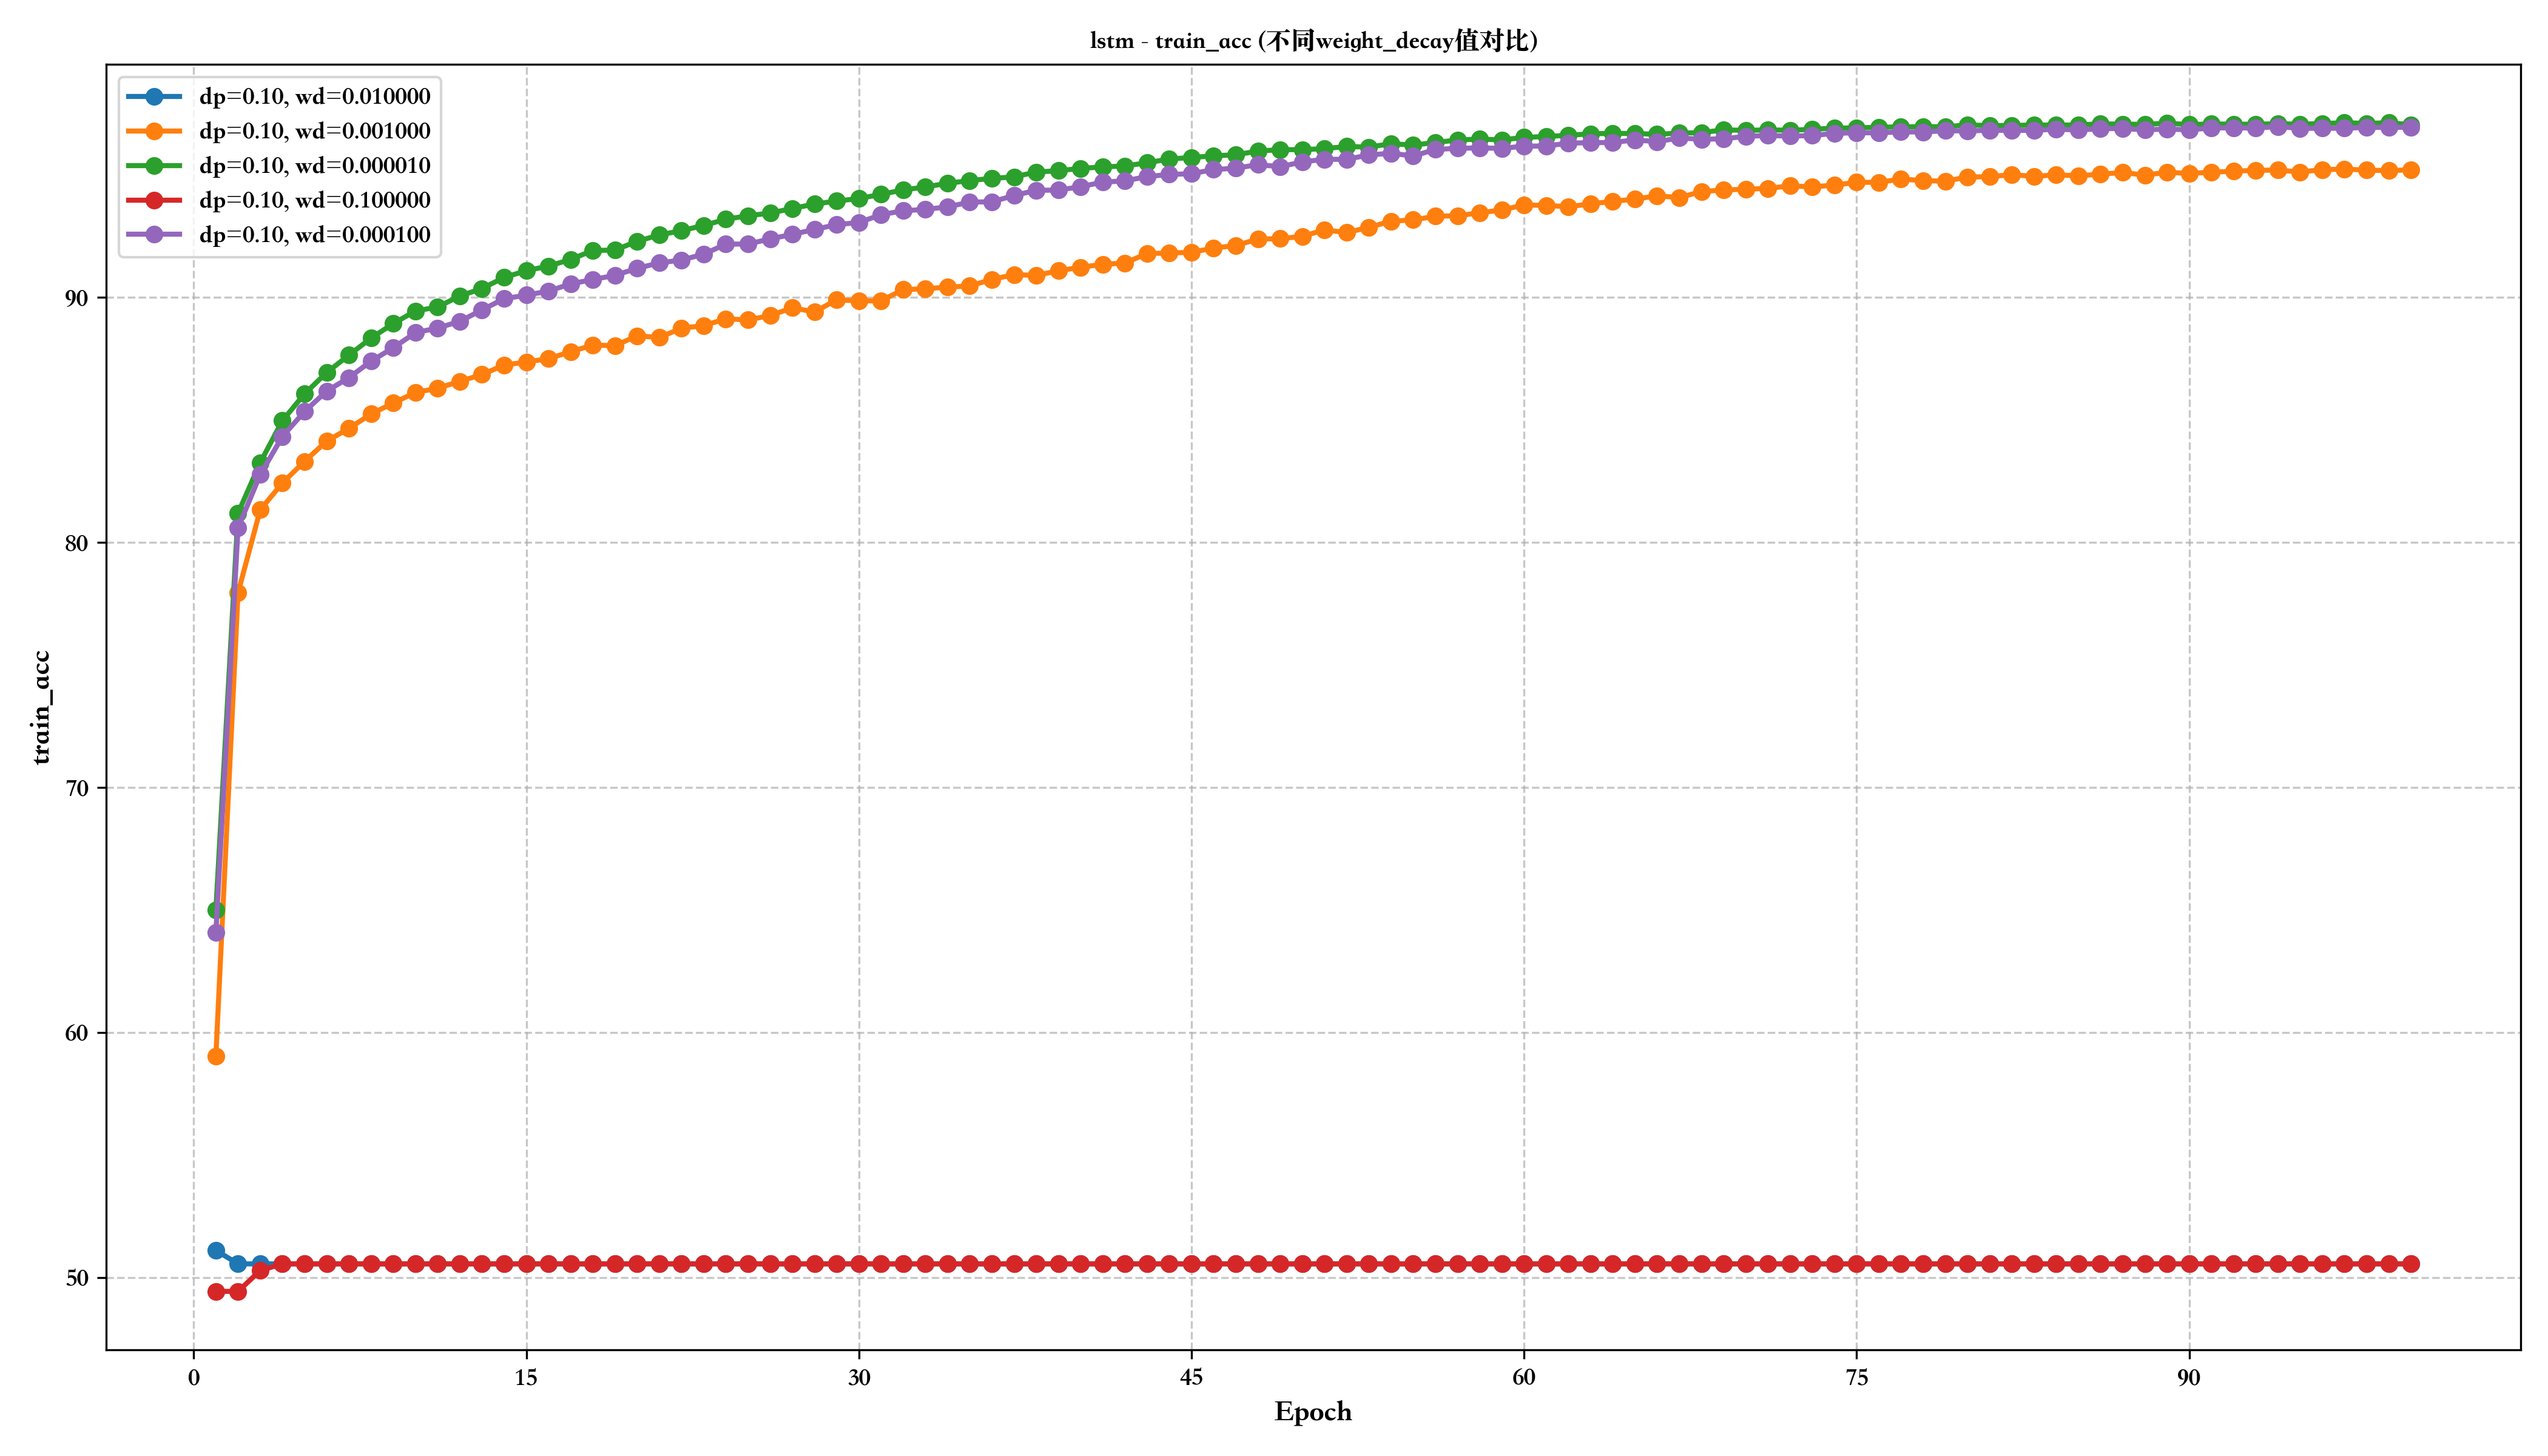 lstm - train_acc (不同weight_decay值对比)
dp=0.10, wd=0.010000
dp=0.10, wd=0.001000
dp=0.10, wd=0.000010
dp=0.10, wd=0.100000
dp=0.10, wd=0.000100
train_acc
90
80
70
60
50
0 15 30 45 60 75 90
Epoch